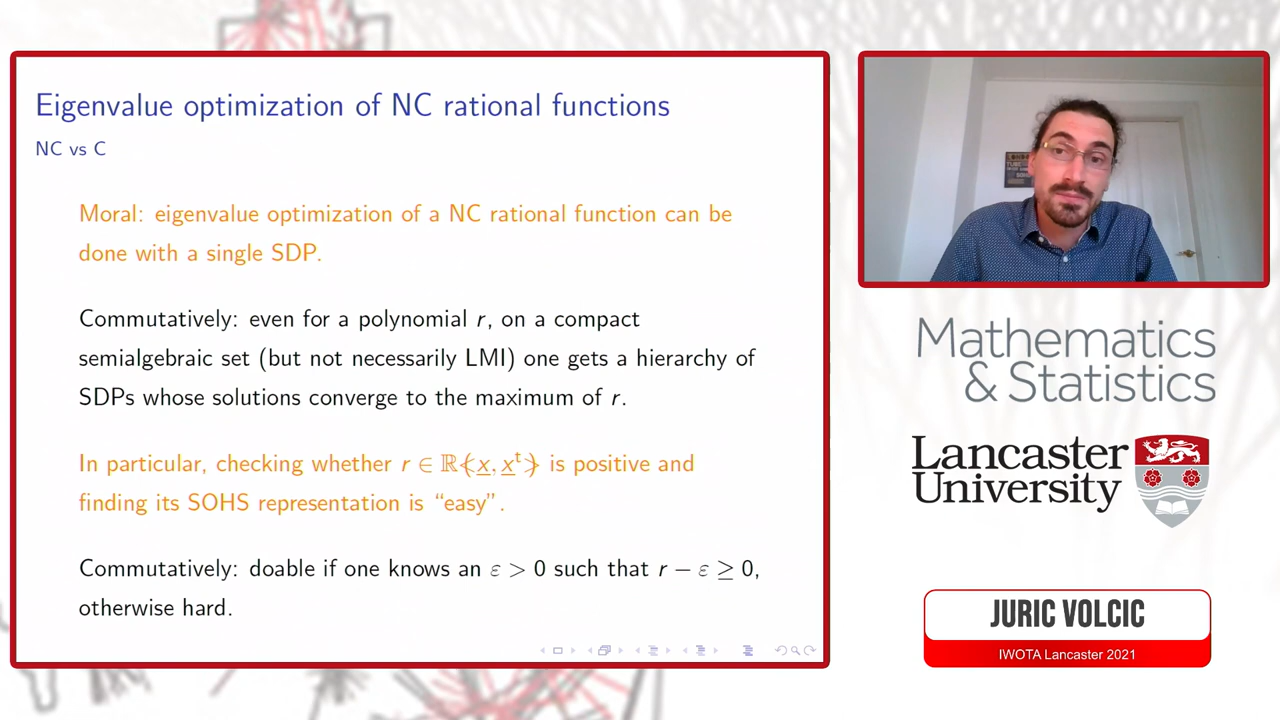 Eigenvalue optimization of NC rational functions
NC vs C
Moral: eigenvalue optimization of a NC rational function can be
done with a single SDP.
Commutatively: even for a polynomial r, on a compact
semialgebraic set (but not necessarily LMI) one gets a hierarchy of
SDPs whose solutions converge to the maximum of r.
In particular, checking whether r ∈ ℝ⦓x, xᵗ⦔ is positive and
finding its SOHS representation is “easy”.
Commutatively: doable if one knows an ε > 0 such that r − ε ≥ 0,
otherwise hard.
Mathematics
& Statistics
Lancaster
University
JURIC VOLCIC
IWOTA Lancaster 2021